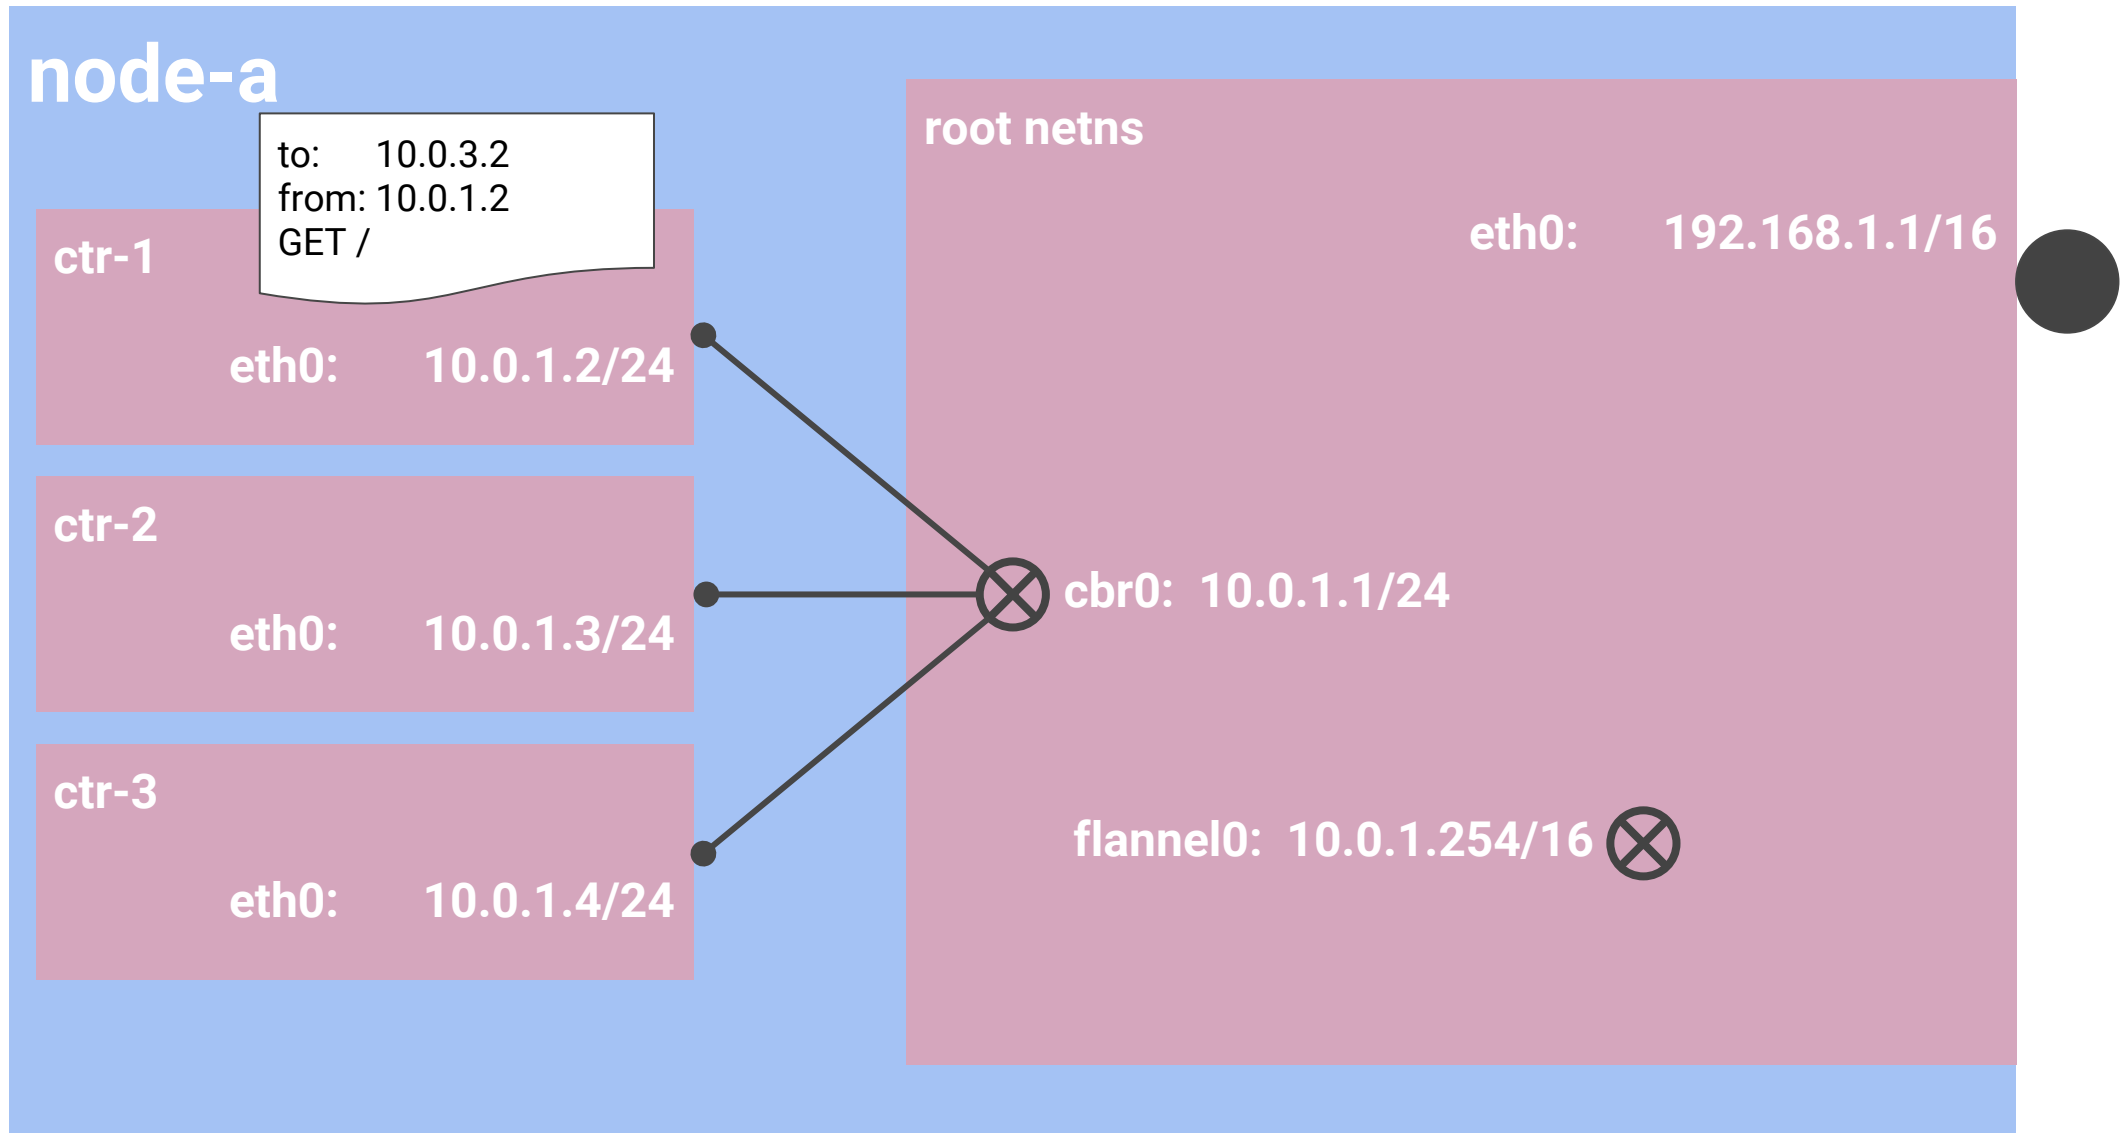 node-a
to: 10.0.3.2
from: 10.0.1.2
GET /
ctr-1
eth0: 10.0.1.2/24
ctr-2
eth0: 10.0.1.3/24
ctr-3
eth0: 10.0.1.4/24
root netns
eth0: 192.168.1.1/16
cbr0: 10.0.1.1/24
flannel0: 10.0.1.254/16